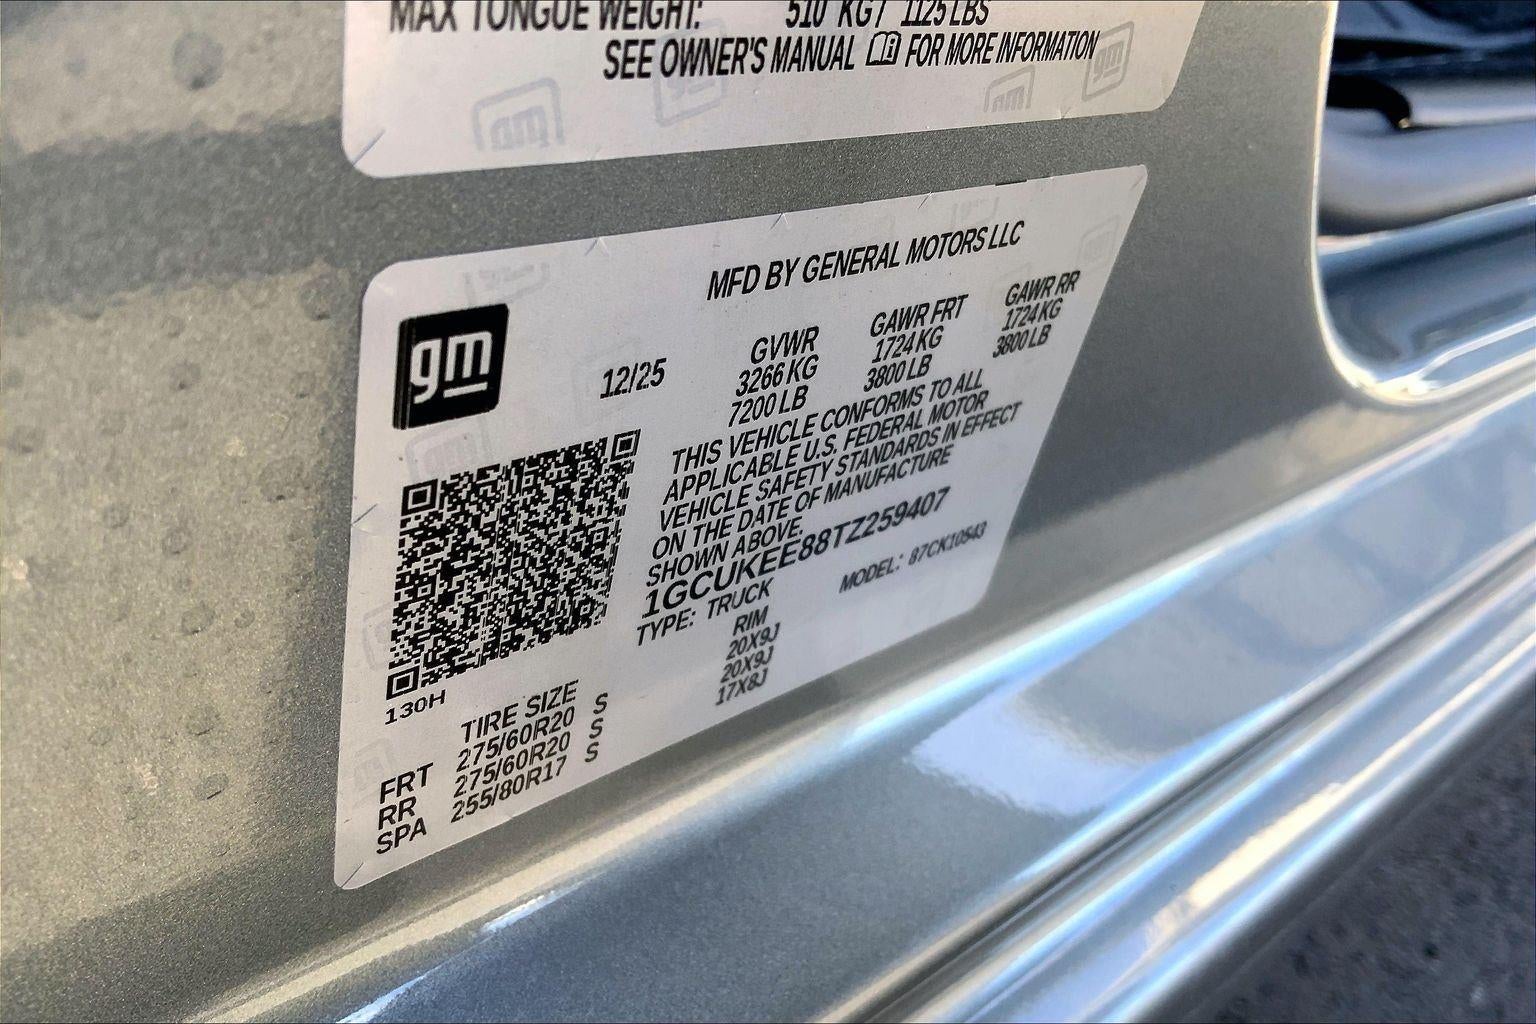 MAX TONGUE WEIGHT: 510 KG / 1125 LBS
SEE OWNER'S MANUAL FOR MORE INFORMATION
MFD BY GENERAL MOTORS LLC
gm
12/25
GVWR GAWR FRT GAWR RR
3266 KG 1724 KG 1724 KG
7200 LB 3800 LB 3800 LB
THIS VEHICLE CONFORMS TO ALL
APPLICABLE U.S. FEDERAL MOTOR
VEHICLE SAFETY STANDARDS IN EFFECT
ON THE DATE OF MANUFACTURE
SHOWN ABOVE.
1GCUKEE88TZ259407
TYPE: TRUCK MODEL: 87CK10543
130H
TIRE SIZE RIM
FRT 275/60R20 S 20X9J
RR 275/60R20 S 20X9J
SPA 255/80R17 S 17X8J